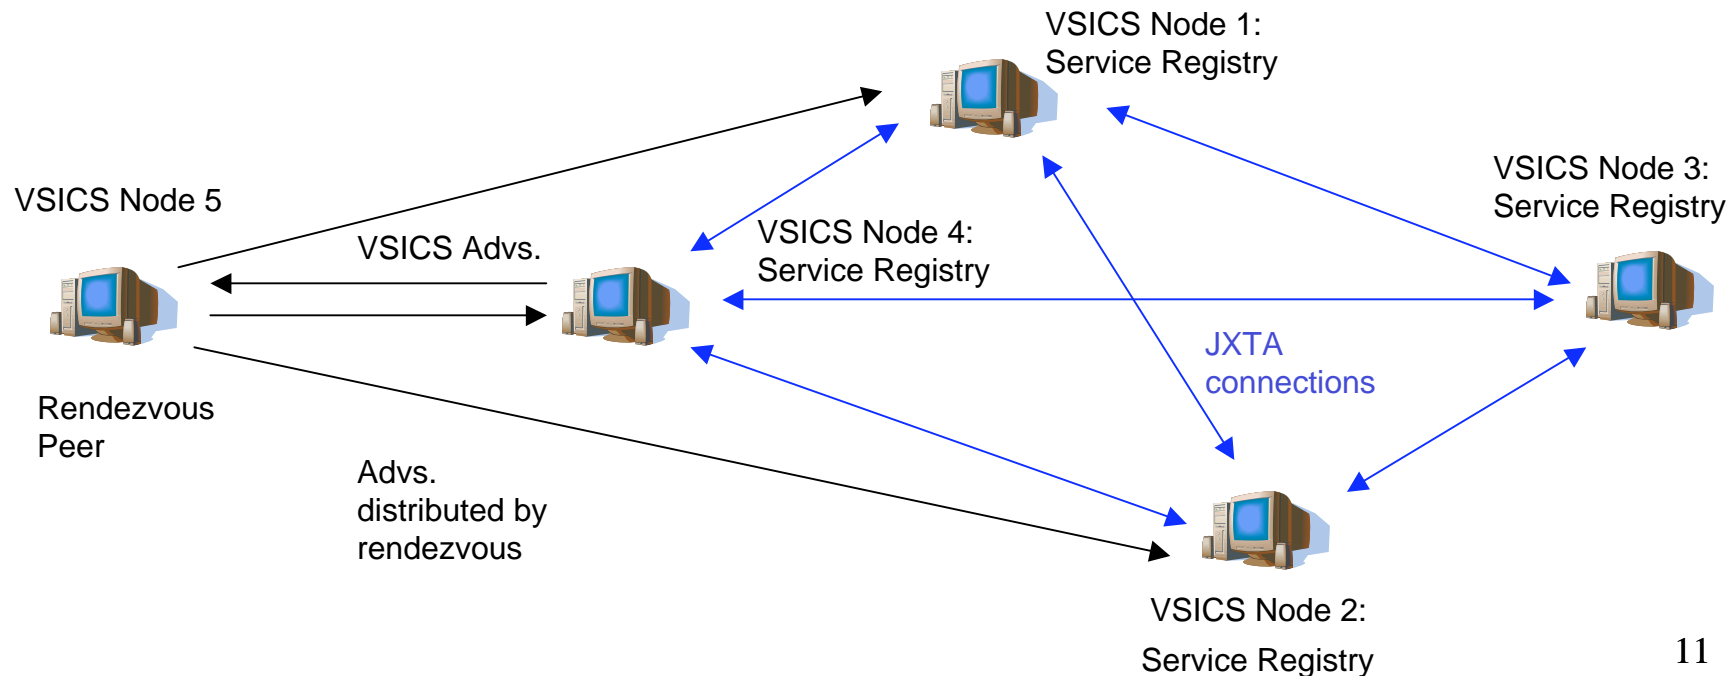 VSICS Node 1:
Service Registry
VSICS Node 3:
Service Registry
VSICS Node 5
VSICS Advs.
VSICS Node 4:
Service Registry
JXTA
connections
Rendezvous
Peer
Advs.
distributed by
rendezvous
VSICS Node 2:
Service Registry
11